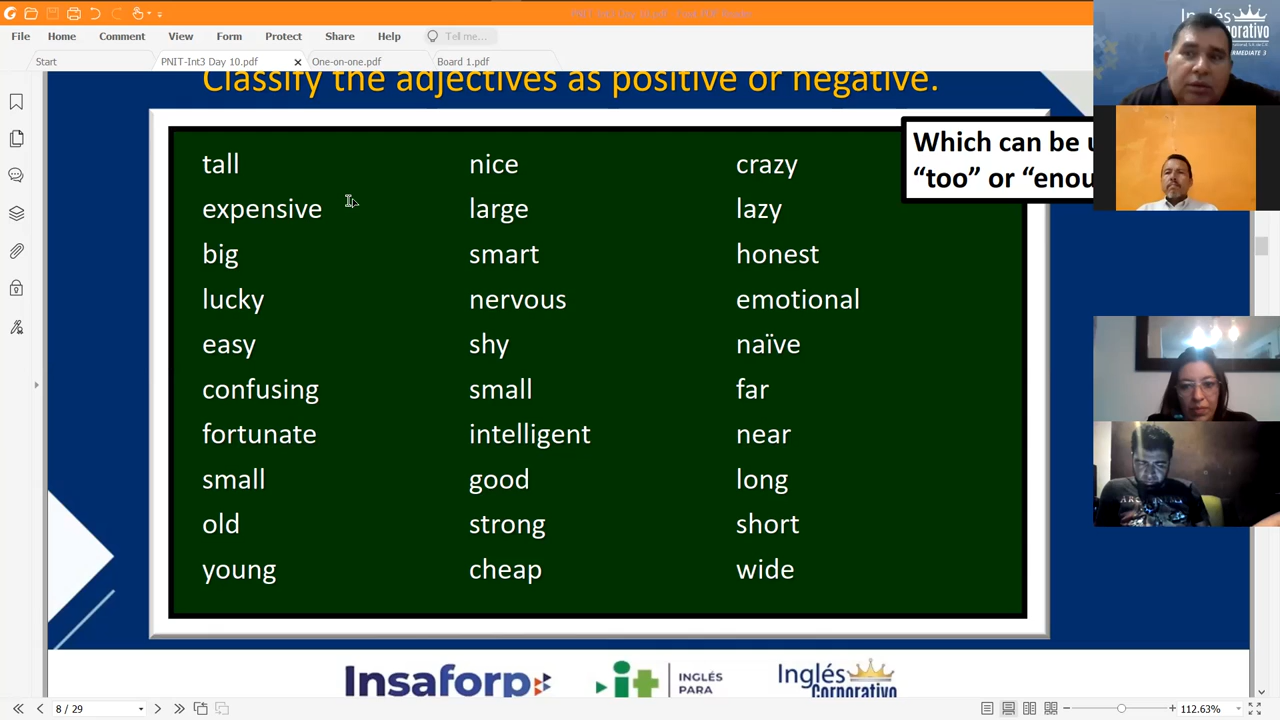 File Home Comment View Form Protect Share Help Tell me...
Start PNIT-Int3 Day 10.pdf One-on-one.pdf Board 1.pdf
Inglés
Classify the adjectives as positive or negative.
Which can be
"too" or
tall nice crazy
expensive large lazy
big smart honest
lucky nervous emotional
easy shy naïve
confusing small far
fortunate intelligent near
small good long
old strong short
young cheap wide
Insaforp it INGLÉS PARA Inglés Corporativo
8 / 29 112.63%